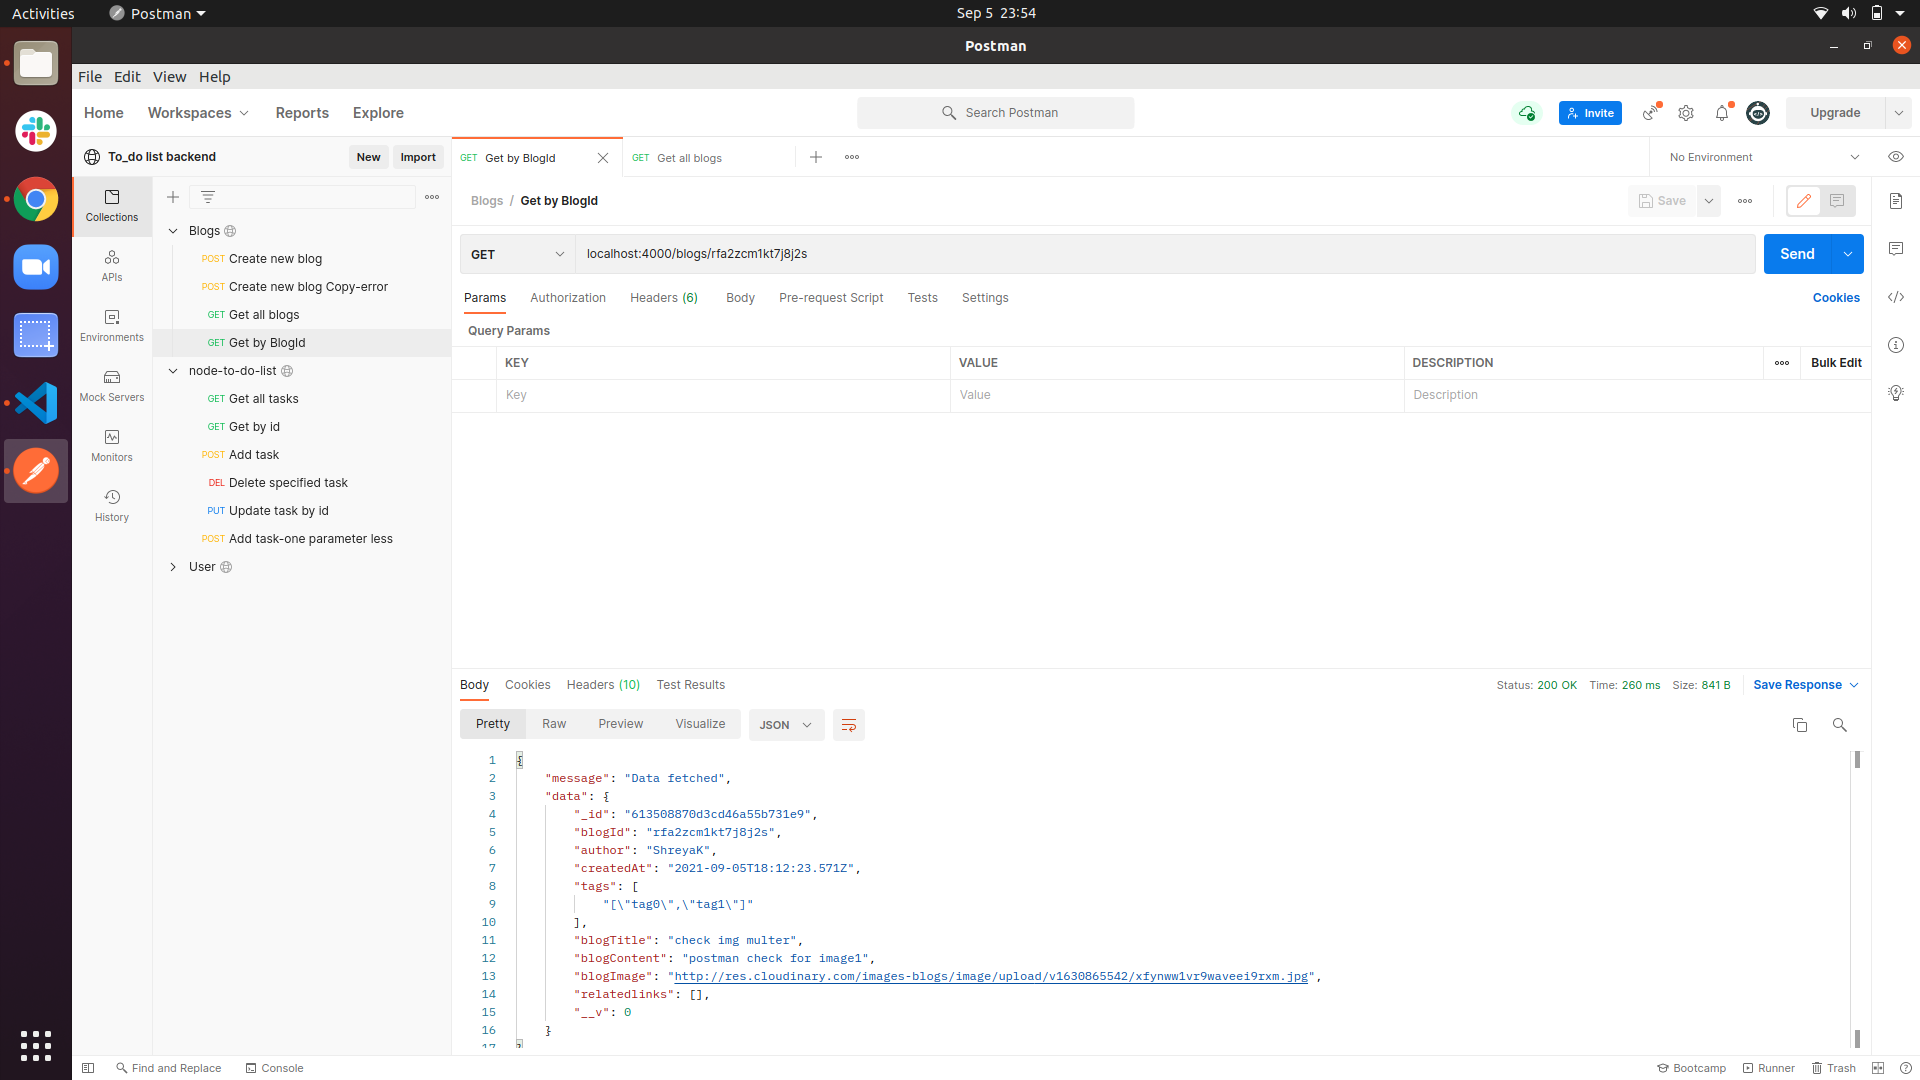 Activities Postman Sep 5 23:54
Postman
File Edit View Help
Home Workspaces Reports Explore Search Postman Invite Upgrade
To_do list backend New Import GET Get by BlogId GET Get all blogs No Environment
Blogs / Get by BlogId Save
Collections
APIs
Environments
Mock Servers
Monitors
History
Blogs
POST Create new blog
POST Create new blog Copy-error
GET Get all blogs
GET Get by BlogId
node-to-do-list
GET Get all tasks
GET Get by id
POST Add task
DEL Delete specified task
PUT Update task by id
POST Add task-one parameter less
User
GET localhost:4000/blogs/rfa2zcm1kt7j8j2s Send
Params Authorization Headers (6) Body Pre-request Script Tests Settings Cookies
Query Params
KEY VALUE DESCRIPTION Bulk Edit
Key Value Description
Body Cookies Headers (10) Test Results Status: 200 OK Time: 260 ms Size: 841 B Save Response
Pretty Raw Preview Visualize JSON
1 {
2 "message": "Data fetched",
3 "data": {
4 "_id": "613508870d3cd46a55b731e9",
5 "blogId": "rfa2zcm1kt7j8j2s",
6 "author": "ShreyaK",
7 "createdAt": "2021-09-05T18:12:23.571Z",
8 "tags": [
9 "[\"tag0\",\"tag1\"]"
10 ],
11 "blogTitle": "check img multer",
12 "blogContent": "postman check for image1",
13 "blogImage": "http://res.cloudinary.com/images-blogs/image/upload/v1630865542/xfynww1vr9waveei9rxm.jpg",
14 "relatedlinks": [],
15 "__v": 0
16 }
17 }
Find and Replace Console Bootcamp Runner Trash